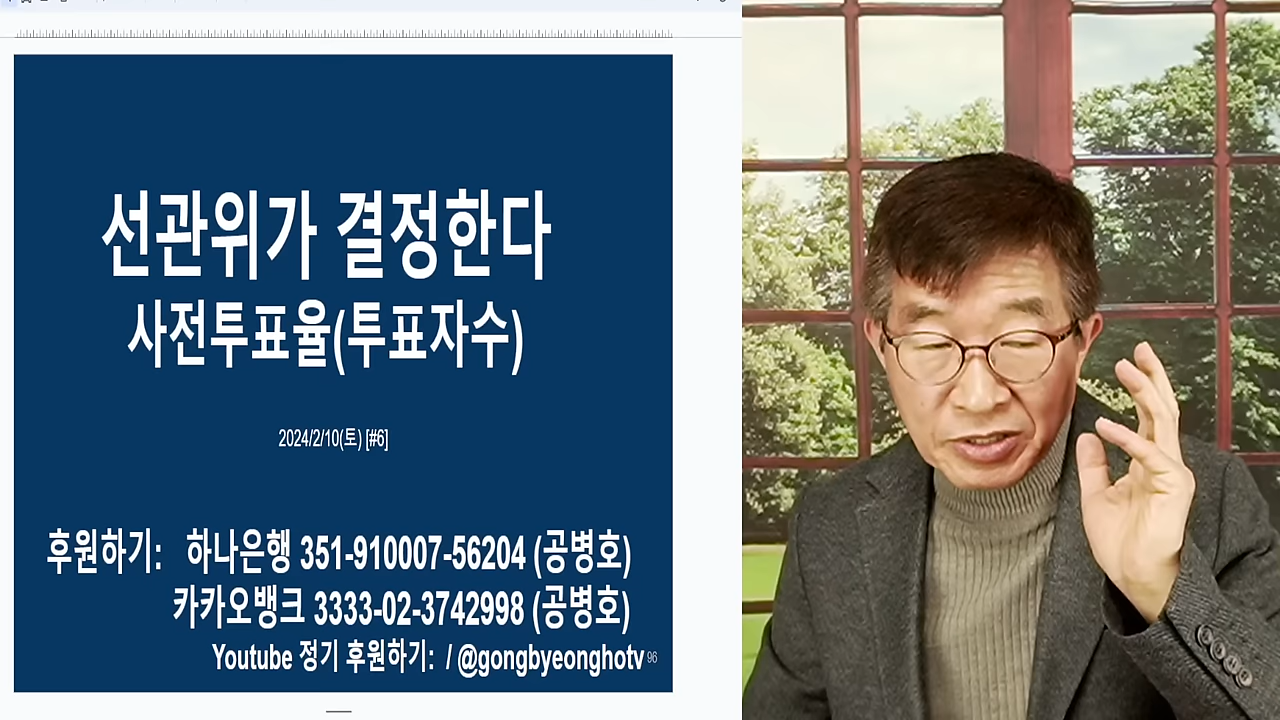 선관위가 결정한다
사전투표율(투표자수)
2024/2/10(토) [#6]
후원하기: 하나은행 351-910007-56204 (공병호)
카카오뱅크 3333-02-3742998 (공병호)
Youtube 정기 후원하기: / @gongbyeonghotv
96